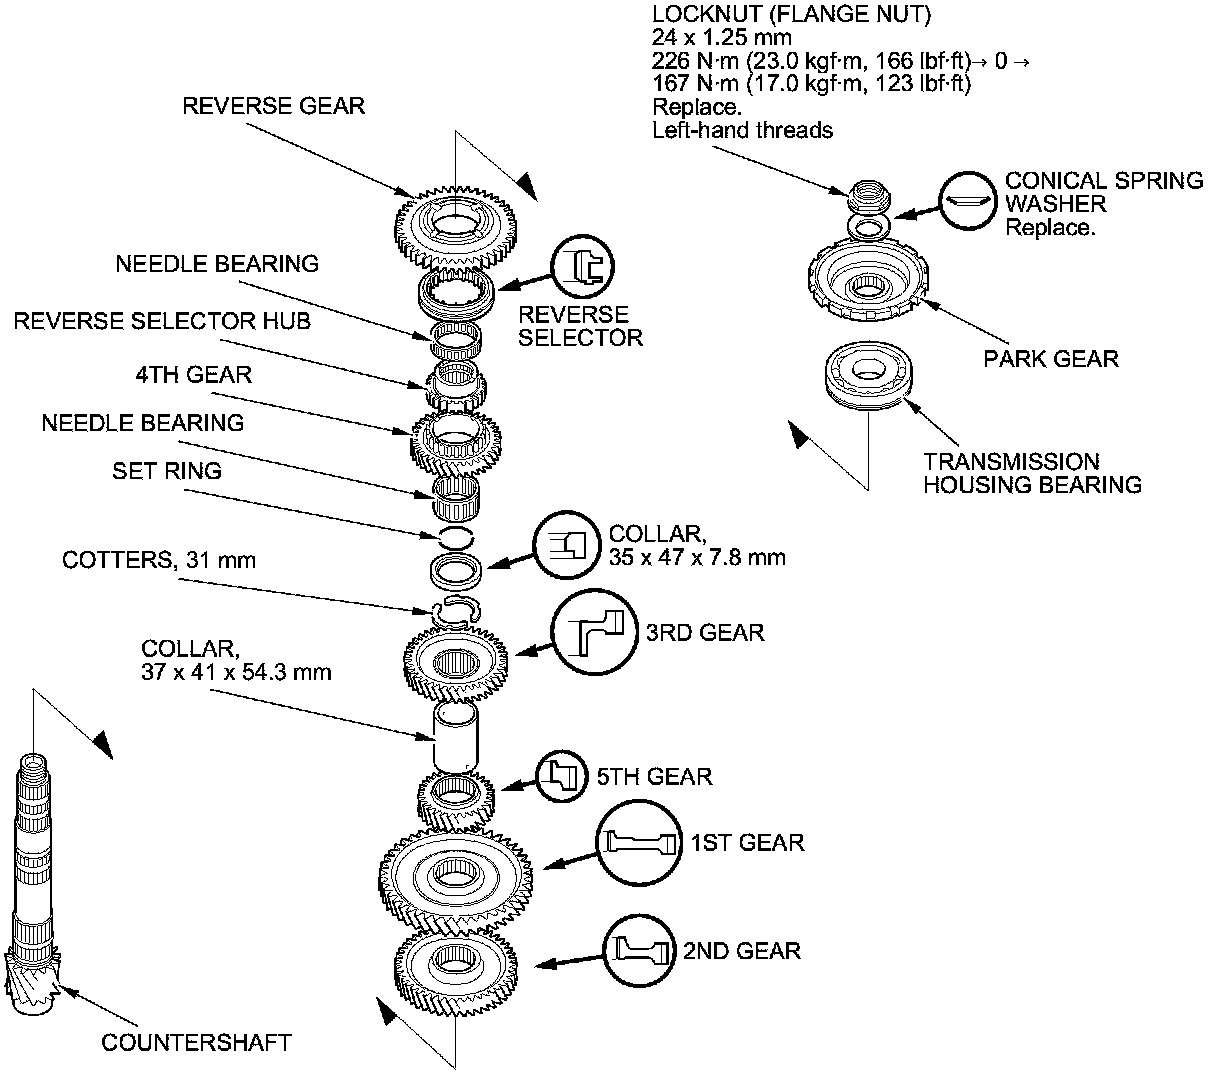 LOCKNUT (FLANGE NUT)
24 x 1.25 mm
226 N·m (23.0 kgf·m, 166 lbf·ft)→ 0 →
167 N·m (17.0 kgf·m, 123 lbf·ft)
Replace.
Left-hand threads
REVERSE GEAR
CONICAL SPRING
WASHER
Replace.
NEEDLE BEARING
REVERSE
SELECTOR
REVERSE SELECTOR HUB
PARK GEAR
4TH GEAR
NEEDLE BEARING
TRANSMISSION
HOUSING BEARING
SET RING
COLLAR,
35 x 47 x 7.8 mm
COTTERS, 31 mm
3RD GEAR
COLLAR,
37 x 41 x 54.3 mm
5TH GEAR
1ST GEAR
2ND GEAR
COUNTERSHAFT